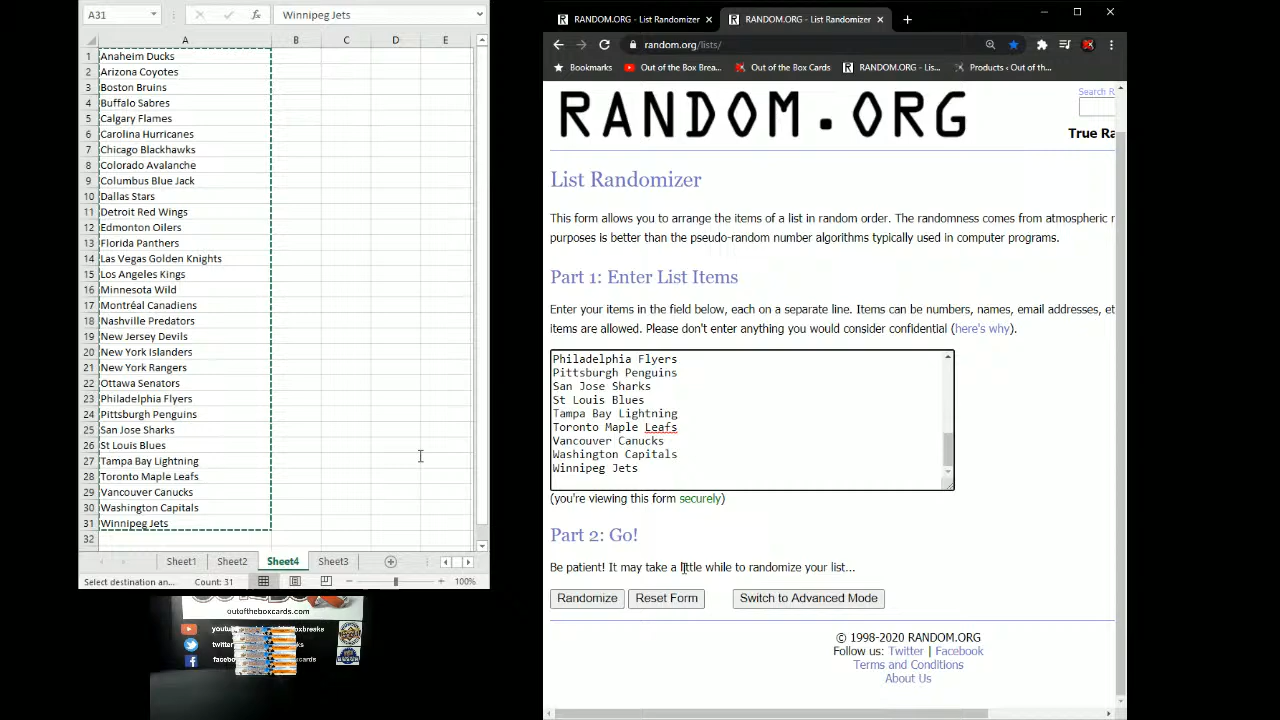 A31
fx
Winnipeg Jets
A B C D E
1 Anaheim Ducks
2 Arizona Coyotes
3 Boston Bruins
4 Buffalo Sabres
5 Calgary Flames
6 Carolina Hurricanes
7 Chicago Blackhawks
8 Colorado Avalanche
9 Columbus Blue Jack
10 Dallas Stars
11 Detroit Red Wings
12 Edmonton Oilers
13 Florida Panthers
14 Las Vegas Golden Knights
15 Los Angeles Kings
16 Minnesota Wild
17 Montréal Canadiens
18 Nashville Predators
19 New Jersey Devils
20 New York Islanders
21 New York Rangers
22 Ottawa Senators
23 Philadelphia Flyers
24 Pittsburgh Penguins
25 San Jose Sharks
26 St Louis Blues
27 Tampa Bay Lightning
28 Toronto Maple Leafs
29 Vancouver Canucks
30 Washington Capitals
31 Winnipeg Jets
32
Sheet1 Sheet2 Sheet4 Sheet3
Select destination an... Count: 31 100%
outoftheboxcards.com
RANDOM.ORG - List Randomizer
RANDOM.ORG - List Randomizer
random.org/lists/
Bookmarks Out of the Box Brea... Out of the Box Cards RANDOM.ORG - Lis... Products ‹ Out of th...
RANDOM.ORG
Search R
True Ra
List Randomizer
This form allows you to arrange the items of a list in random order. The randomness comes from atmospheric r
purposes is better than the pseudo-random number algorithms typically used in computer programs.
Part 1: Enter List Items
Enter your items in the field below, each on a separate line. Items can be numbers, names, email addresses, et
items are allowed. Please don't enter anything you would consider confidential (here's why).
Philadelphia Flyers
Pittsburgh Penguins
San Jose Sharks
St Louis Blues
Tampa Bay Lightning
Toronto Maple Leafs
Vancouver Canucks
Washington Capitals
Winnipeg Jets
(you're viewing this form securely)
Part 2: Go!
Be patient! It may take a little while to randomize your list...
Randomize Reset Form Switch to Advanced Mode
© 1998-2020 RANDOM.ORG
Follow us: Twitter | Facebook
Terms and Conditions
About Us